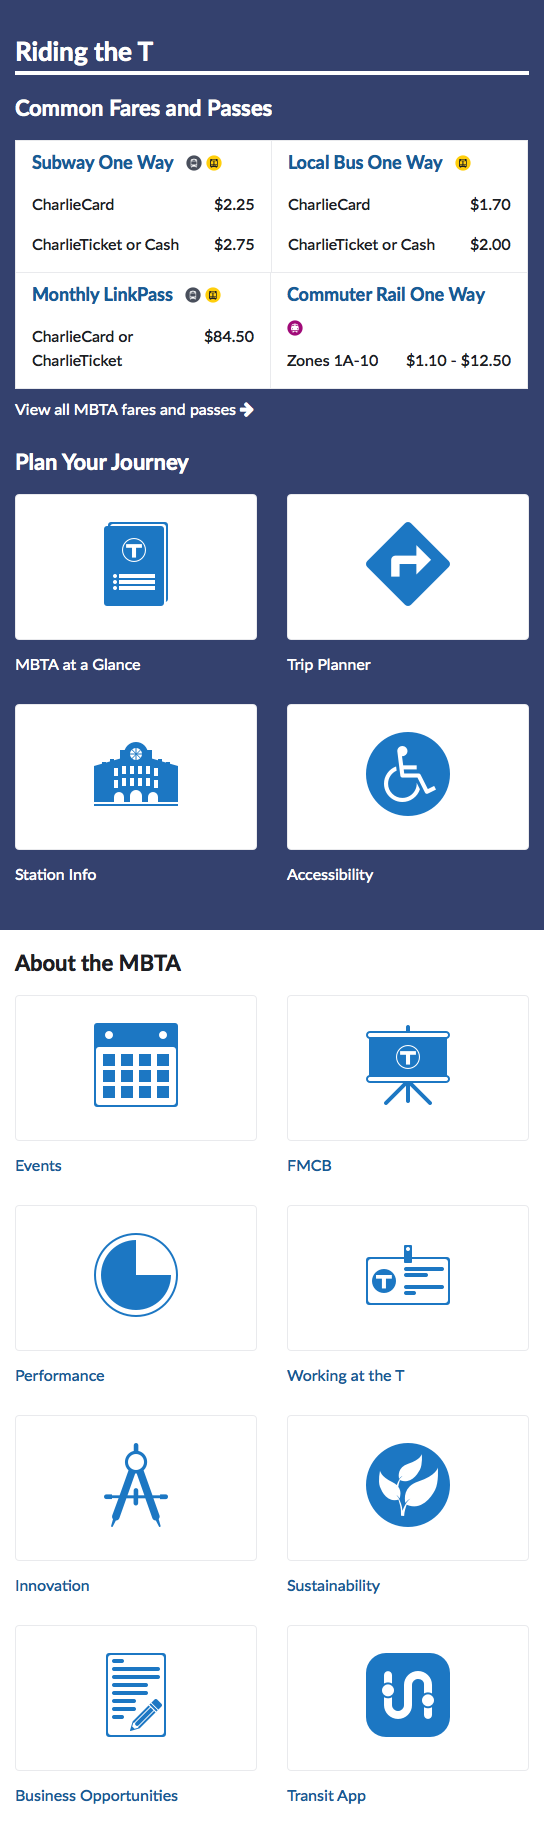 Riding the T
Common Fares and Passes
Subway One Way
CharlieCard $2.25
CharlieTicket or Cash $2.75
Local Bus One Way
CharlieCard $1.70
CharlieTicket or Cash $2.00
Monthly LinkPass
CharlieCard or $84.50
CharlieTicket
Commuter Rail One Way
Zones 1A-10 $1.10 - $12.50
View all MBTA fares and passes
Plan Your Journey
T
MBTA at a Glance
Trip Planner
Station Info
Accessibility
About the MBTA
Events
T
FMCB
Performance
T
Working at the T
Innovation
Sustainability
Business Opportunities
Transit App